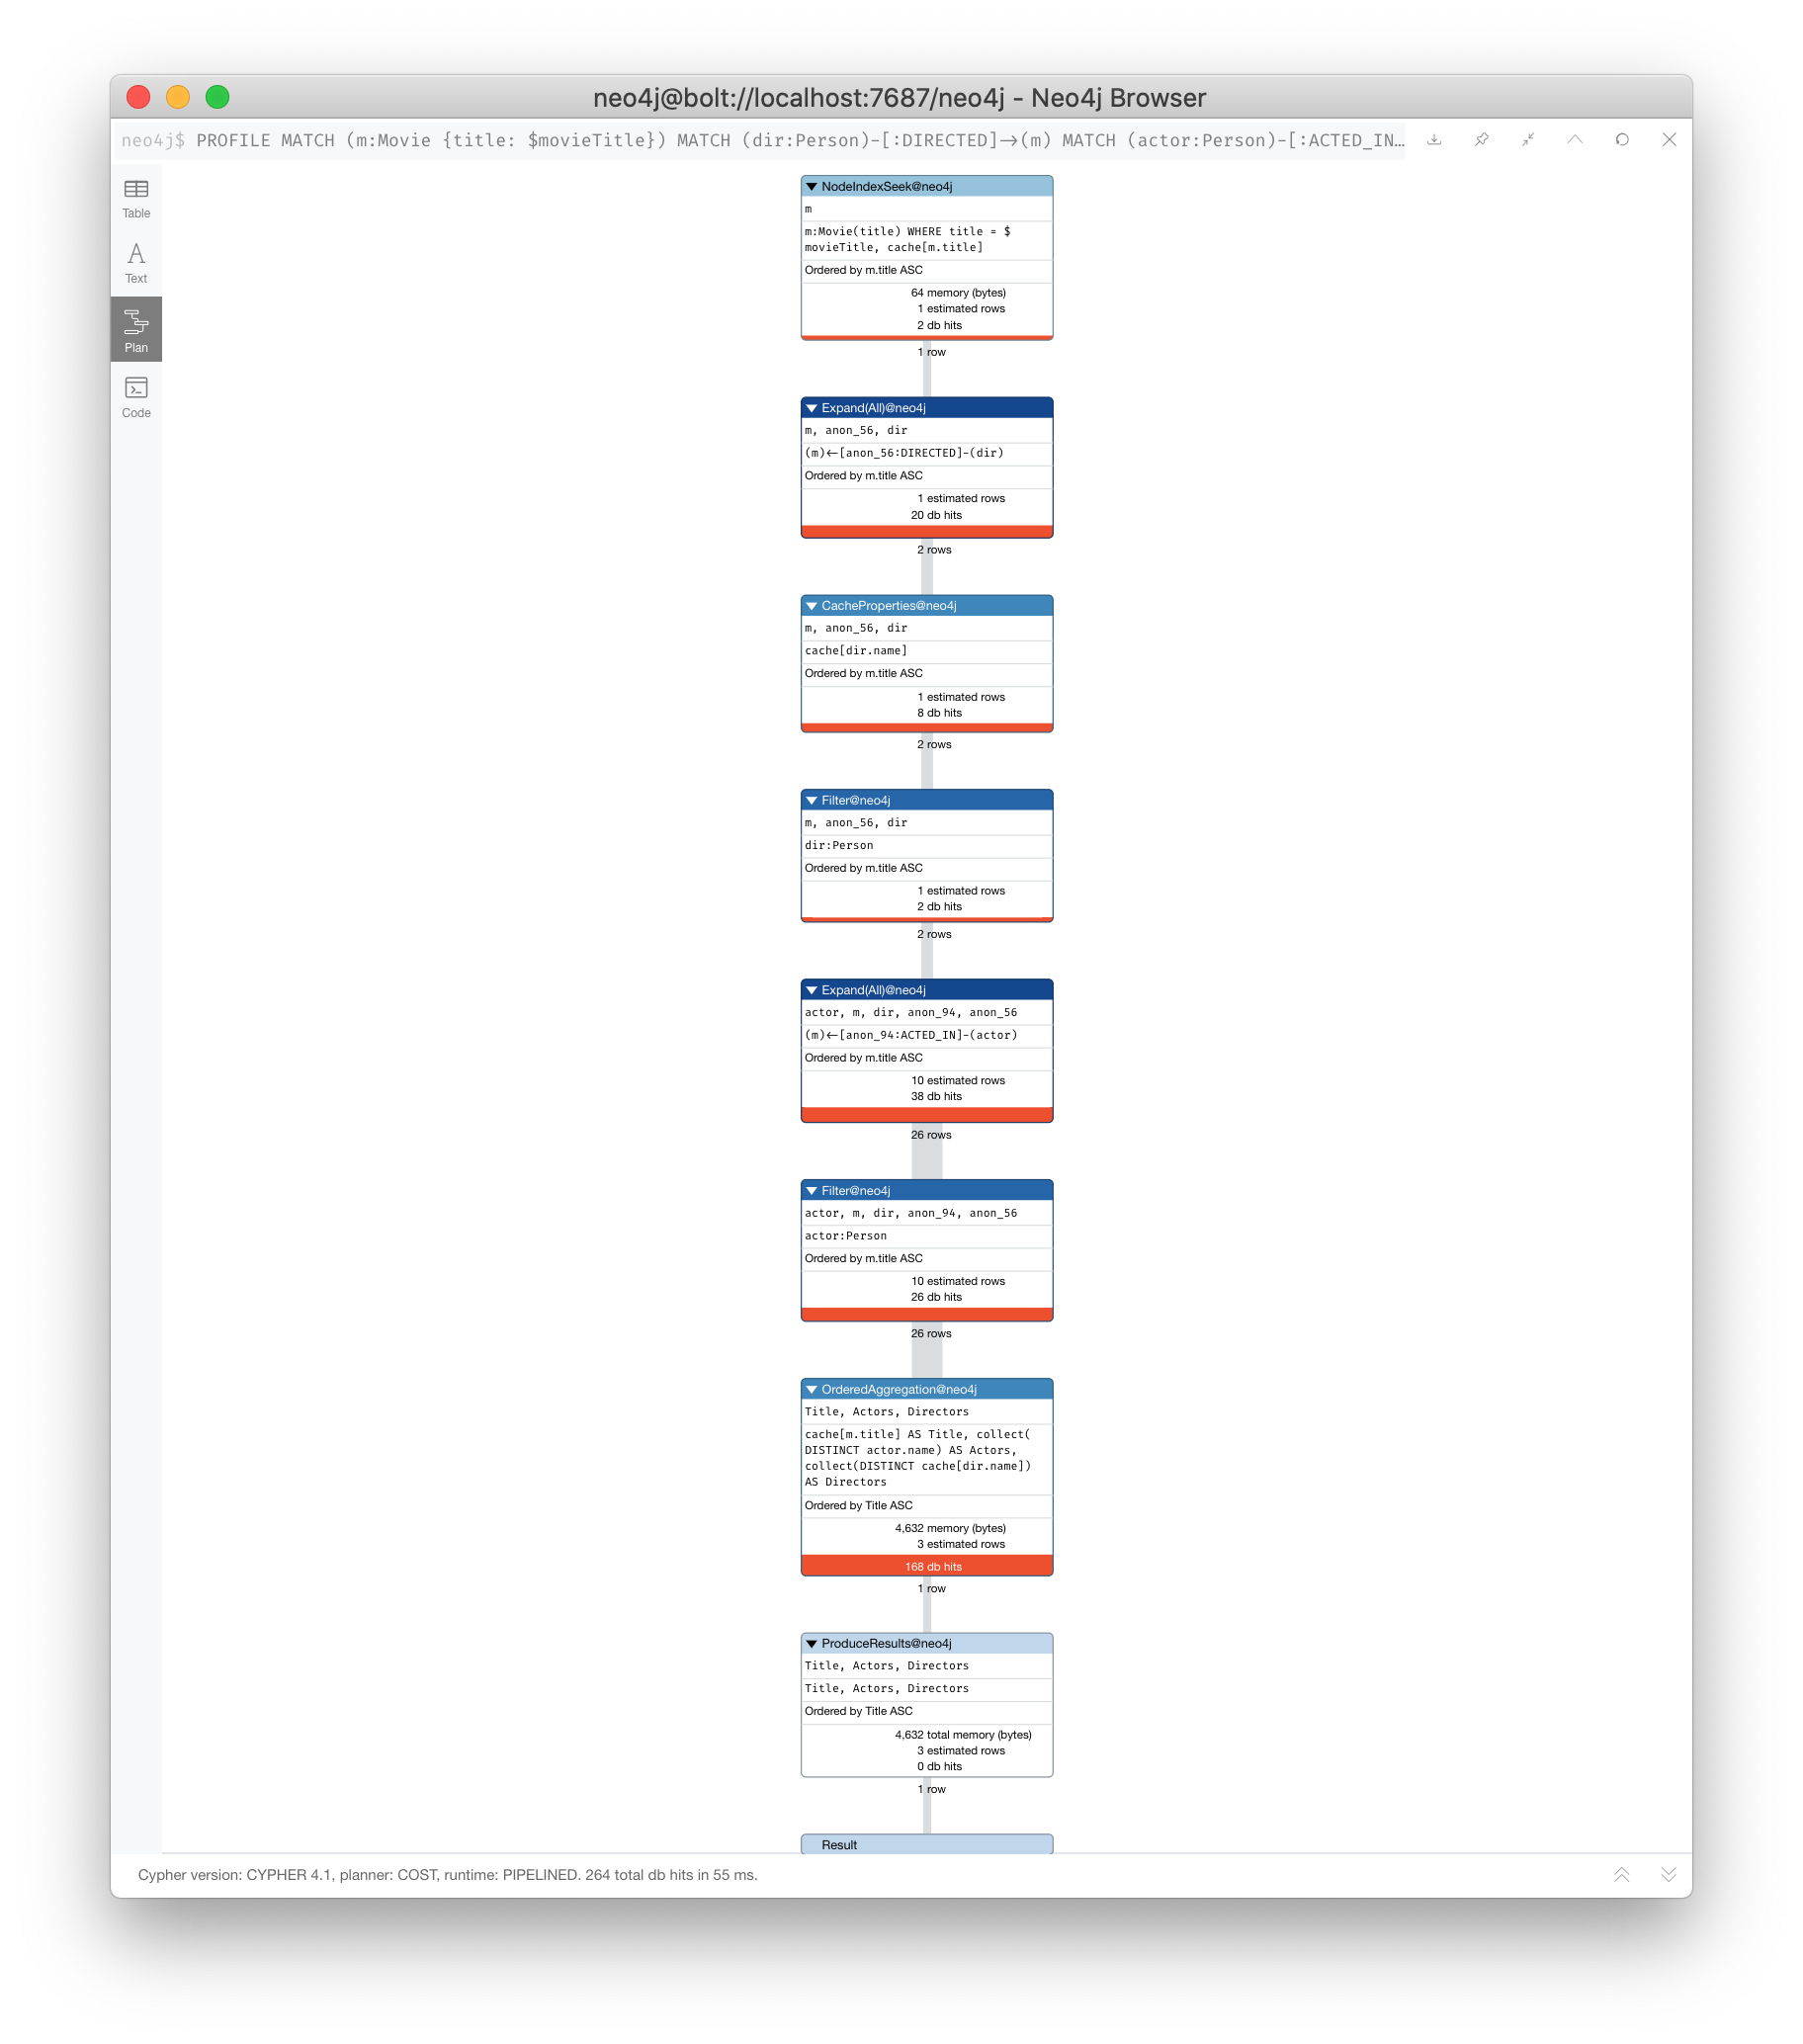 neo4j@bolt://localhost:7687/neo4j - Neo4j Browser
neo4j$ PROFILE MATCH (m:Movie {title: $movieTitle}) MATCH (dir:Person)-[:DIRECTED]→(m) MATCH (actor:Person)-[:ACTED_IN…
Table
Text
Plan
Code
NodeIndexSeek@neo4j
m
m:Movie(title) WHERE title = $
movieTitle, cache[m.title]
Ordered by m.title ASC
64 memory (bytes)
1 estimated rows
2 db hits
1 row
Expand(All)@neo4j
m, anon_56, dir
(m)←[anon_56:DIRECTED]-(dir)
Ordered by m.title ASC
1 estimated rows
20 db hits
2 rows
CacheProperties@neo4j
m, anon_56, dir
cache[dir.name]
Ordered by m.title ASC
1 estimated rows
8 db hits
2 rows
Filter@neo4j
m, anon_56, dir
dir:Person
Ordered by m.title ASC
1 estimated rows
2 db hits
2 rows
Expand(All)@neo4j
actor, m, dir, anon_94, anon_56
(m)←[anon_94:ACTED_IN]-(actor)
Ordered by m.title ASC
10 estimated rows
38 db hits
26 rows
Filter@neo4j
actor, m, dir, anon_94, anon_56
actor:Person
Ordered by m.title ASC
10 estimated rows
26 db hits
26 rows
OrderedAggregation@neo4j
Title, Actors, Directors
cache[m.title] AS Title, collect(
DISTINCT actor.name) AS Actors,
collect(DISTINCT cache[dir.name])
AS Directors
Ordered by Title ASC
4,632 memory (bytes)
3 estimated rows
168 db hits
1 row
ProduceResults@neo4j
Title, Actors, Directors
Title, Actors, Directors
Ordered by Title ASC
4,632 total memory (bytes)
3 estimated rows
0 db hits
1 row
Result
Cypher version: CYPHER 4.1, planner: COST, runtime: PIPELINED. 264 total db hits in 55 ms.